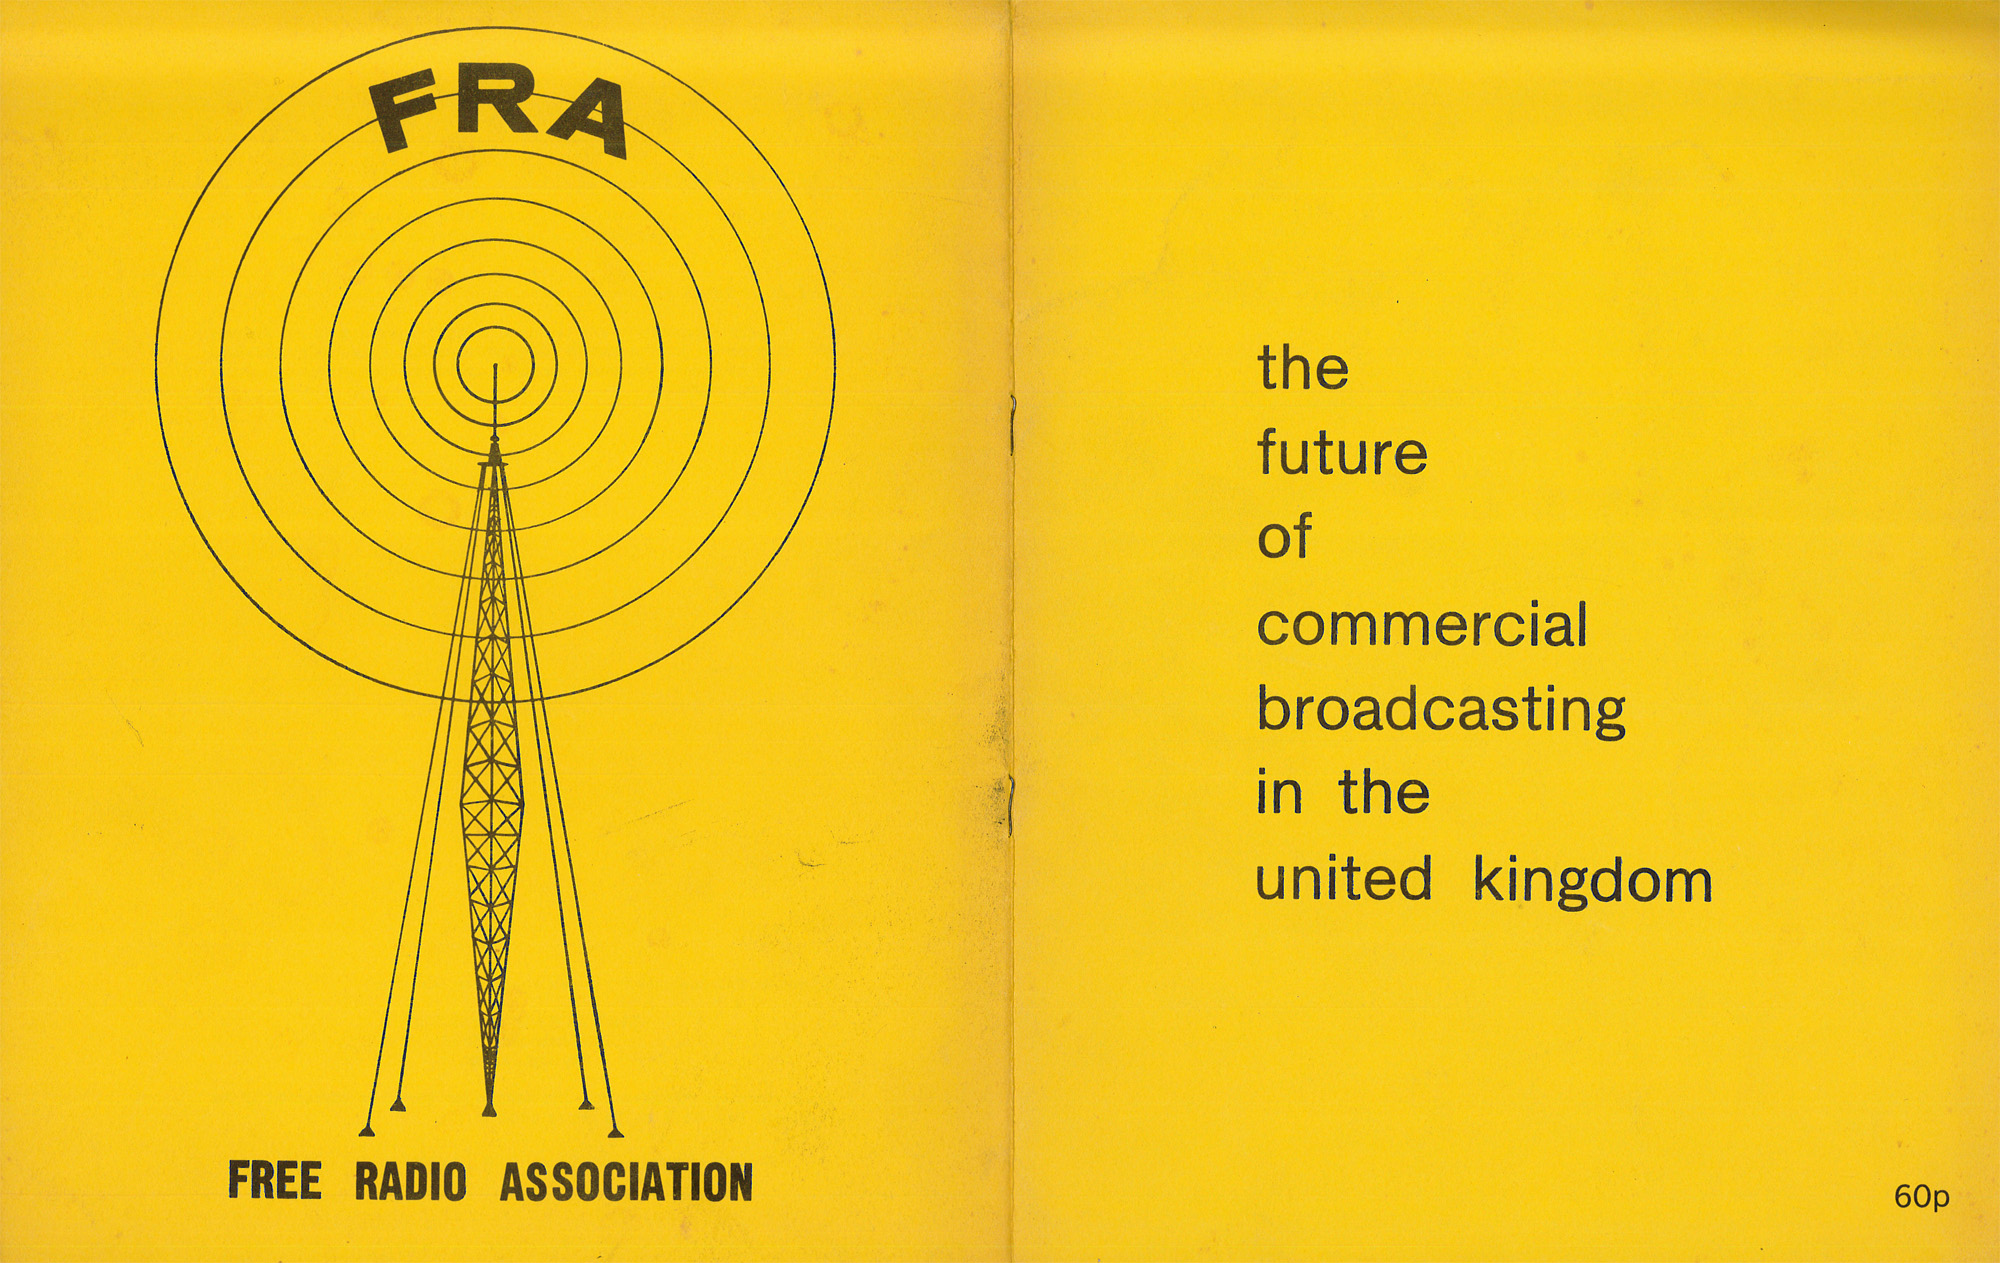 FRA
FREE RADIO ASSOCIATION
the
future
of
commercial
broadcasting
in the
united kingdom
60p